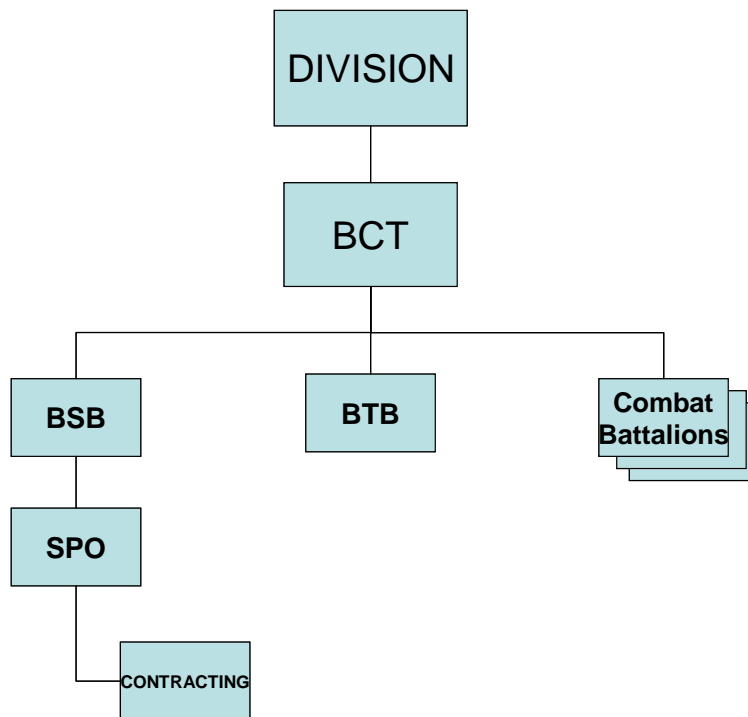 DIVISION
BCT
BSB
BTB
Combat
Battalions
SPO
CONTRACTING